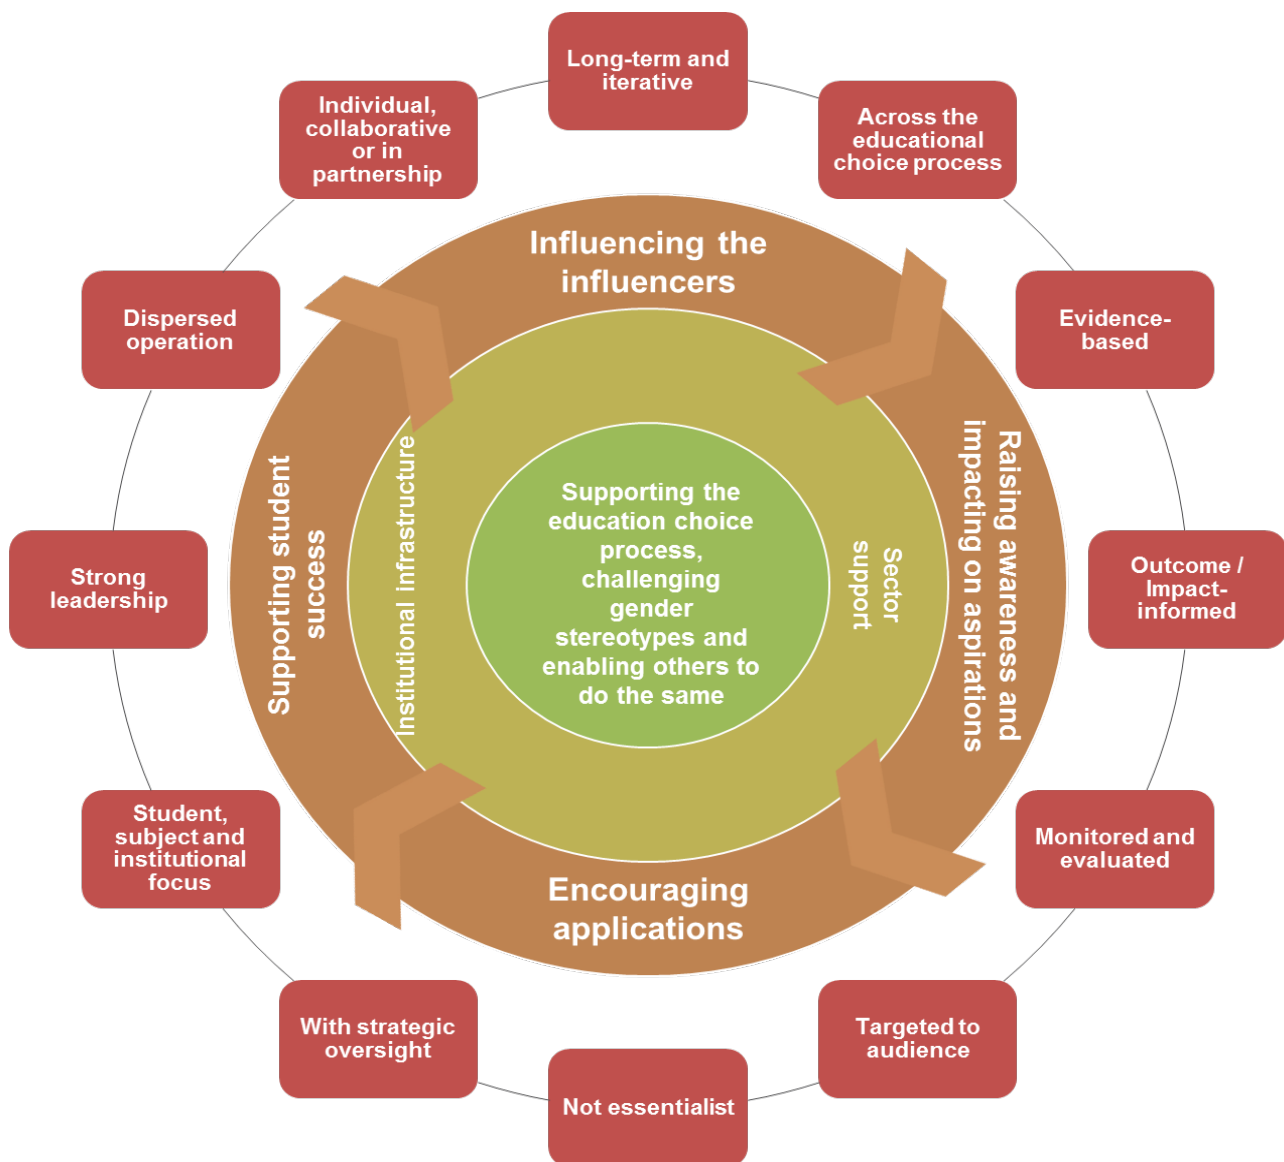 Long-term and
iterative
Across the
educational
choice process
Evidence-
based
Outcome /
Impact-
informed
Monitored and
evaluated
Targeted to
audience
Not essentialist
With strategic
oversight
Student,
subject and
institutional
focus
Strong
leadership
Dispersed
operation
Individual,
collaborative
or in
partnership
Influencing the
influencers
Raising awareness and
impacting on aspirations
Encouraging
applications
Supporting student
success
Institutional infrastructure
Sector
support
Supporting the
education choice
process,
challenging
gender
stereotypes and
enabling others to
do the same